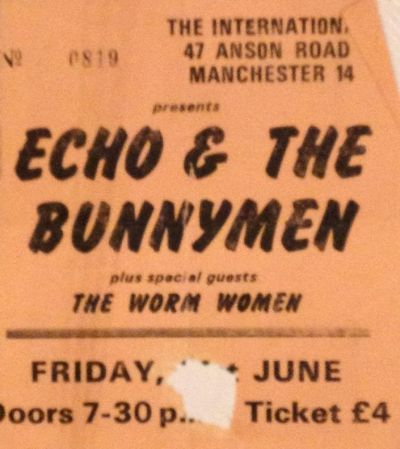 THE INTERNATION
47 ANSON ROAD
Nº 0819
MANCHESTER 14
presents
ECHO & THE
BUNNYMEN
plus special guests
THE WORM WOMEN
FRIDAY, JUNE
Doors 7-30 p.. Ticket £4